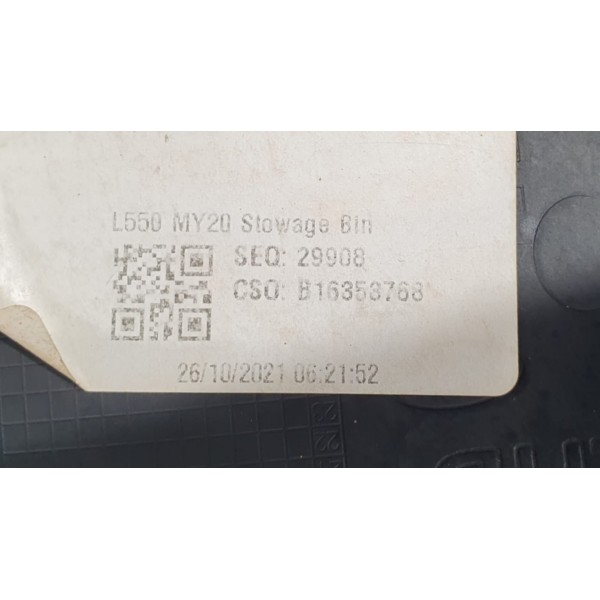 L550 MY20 Stowage Bin
SEQ: 29908
CSO: B16353768
26/10/2021 06:21:52